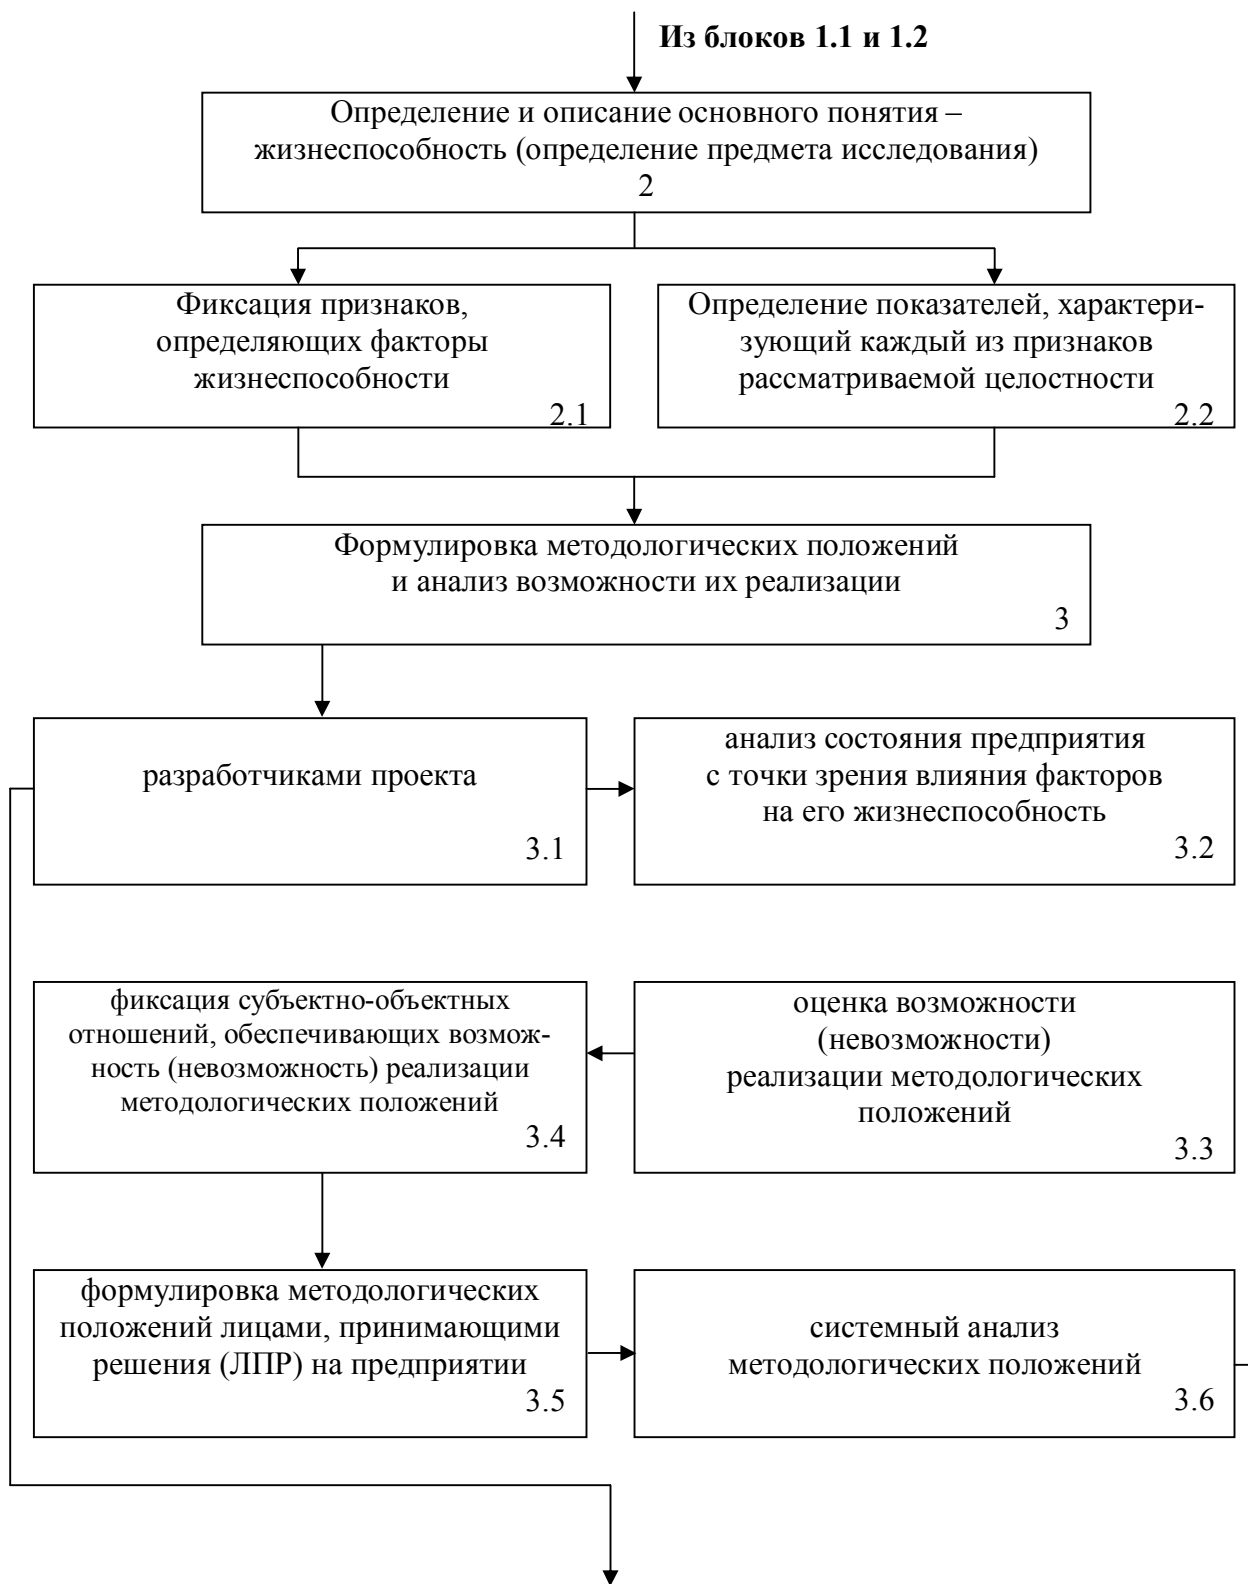 Из блоков 1.1 и 1.2
Определение и описание основного понятия –
жизнеспособность (определение предмета исследования)
2
Фиксация признаков,
определяющих факторы
жизнеспособности
2.1
Определение показателей, характери-
зующий каждый из признаков
рассматриваемой целостности
2.2
Формулировка методологических положений
и анализ возможности их реализации
3
разработчиками проекта
3.1
анализ состояния предприятия
с точки зрения влияния факторов
на его жизнеспособность
3.2
фиксация субъектно-объектных
отношений, обеспечивающих возмож-
ность (невозможность) реализации
методологических положений
3.4
оценка возможности
(невозможности)
реализации методологических
положений
3.3
формулировка методологических
положений лицами, принимающими
решения (ЛПР) на предприятии
3.5
системный анализ
методологических положений
3.6